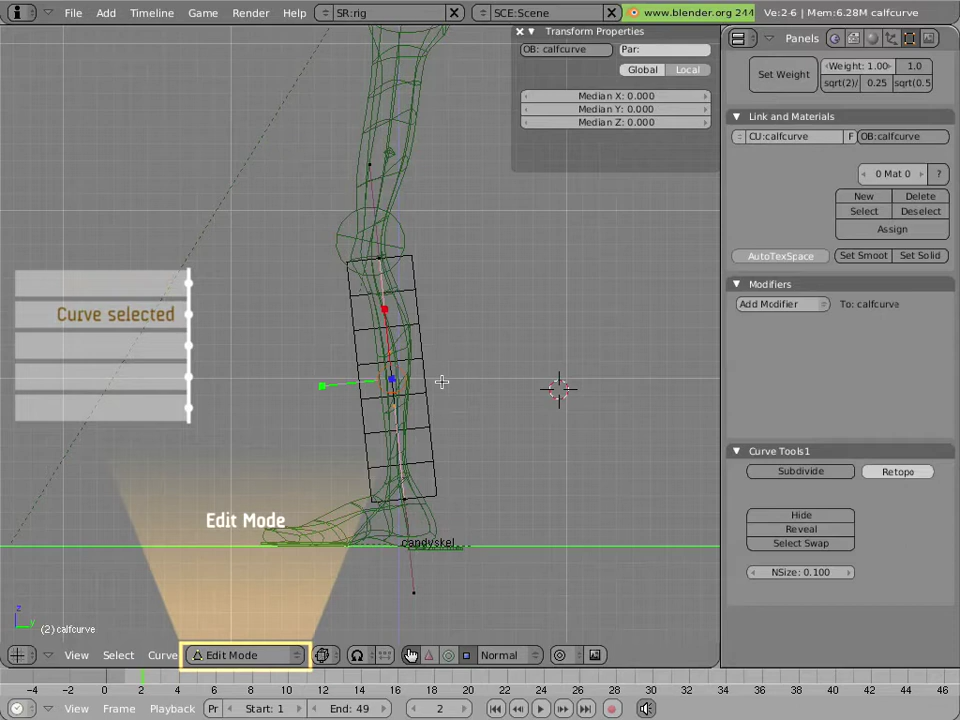 File Add Timeline Game Render Help SR:rig SCE:Scene www.blender.org 244 Ve:2-6 | Mem:6.28M calfcurve
Transform Properties
OB: calfcurve Par:
Global Local
Median X: 0.000
Median Y: 0.000
Median Z: 0.000
Panels
Set Weight Weight: 1.00 1.0
sqrt(2)/ 0.25 sqrt(0.5
Link and Materials
CU:calfcurve F OB:calfcurve
0 Mat 0 ?
New Delete
Select Deselect
Assign
AutoTexSpace Set Smoot Set Solid
Modifiers
Add Modifier To: calfcurve
Curve selected
Curve Tools1
Subdivide Retopo
Hide
Reveal
Select Swap
NSize: 0.100
Edit Mode
candyskel
z
y
(2) calfcurve
View Select Curve Edit Mode Normal
-4 -2 0 2 4 6 8 10 12 14 16 18 20 22 24 26 28 30 32 34 36 38 40 42 44 46
View Frame Playback Pr Start: 1 End: 49 2